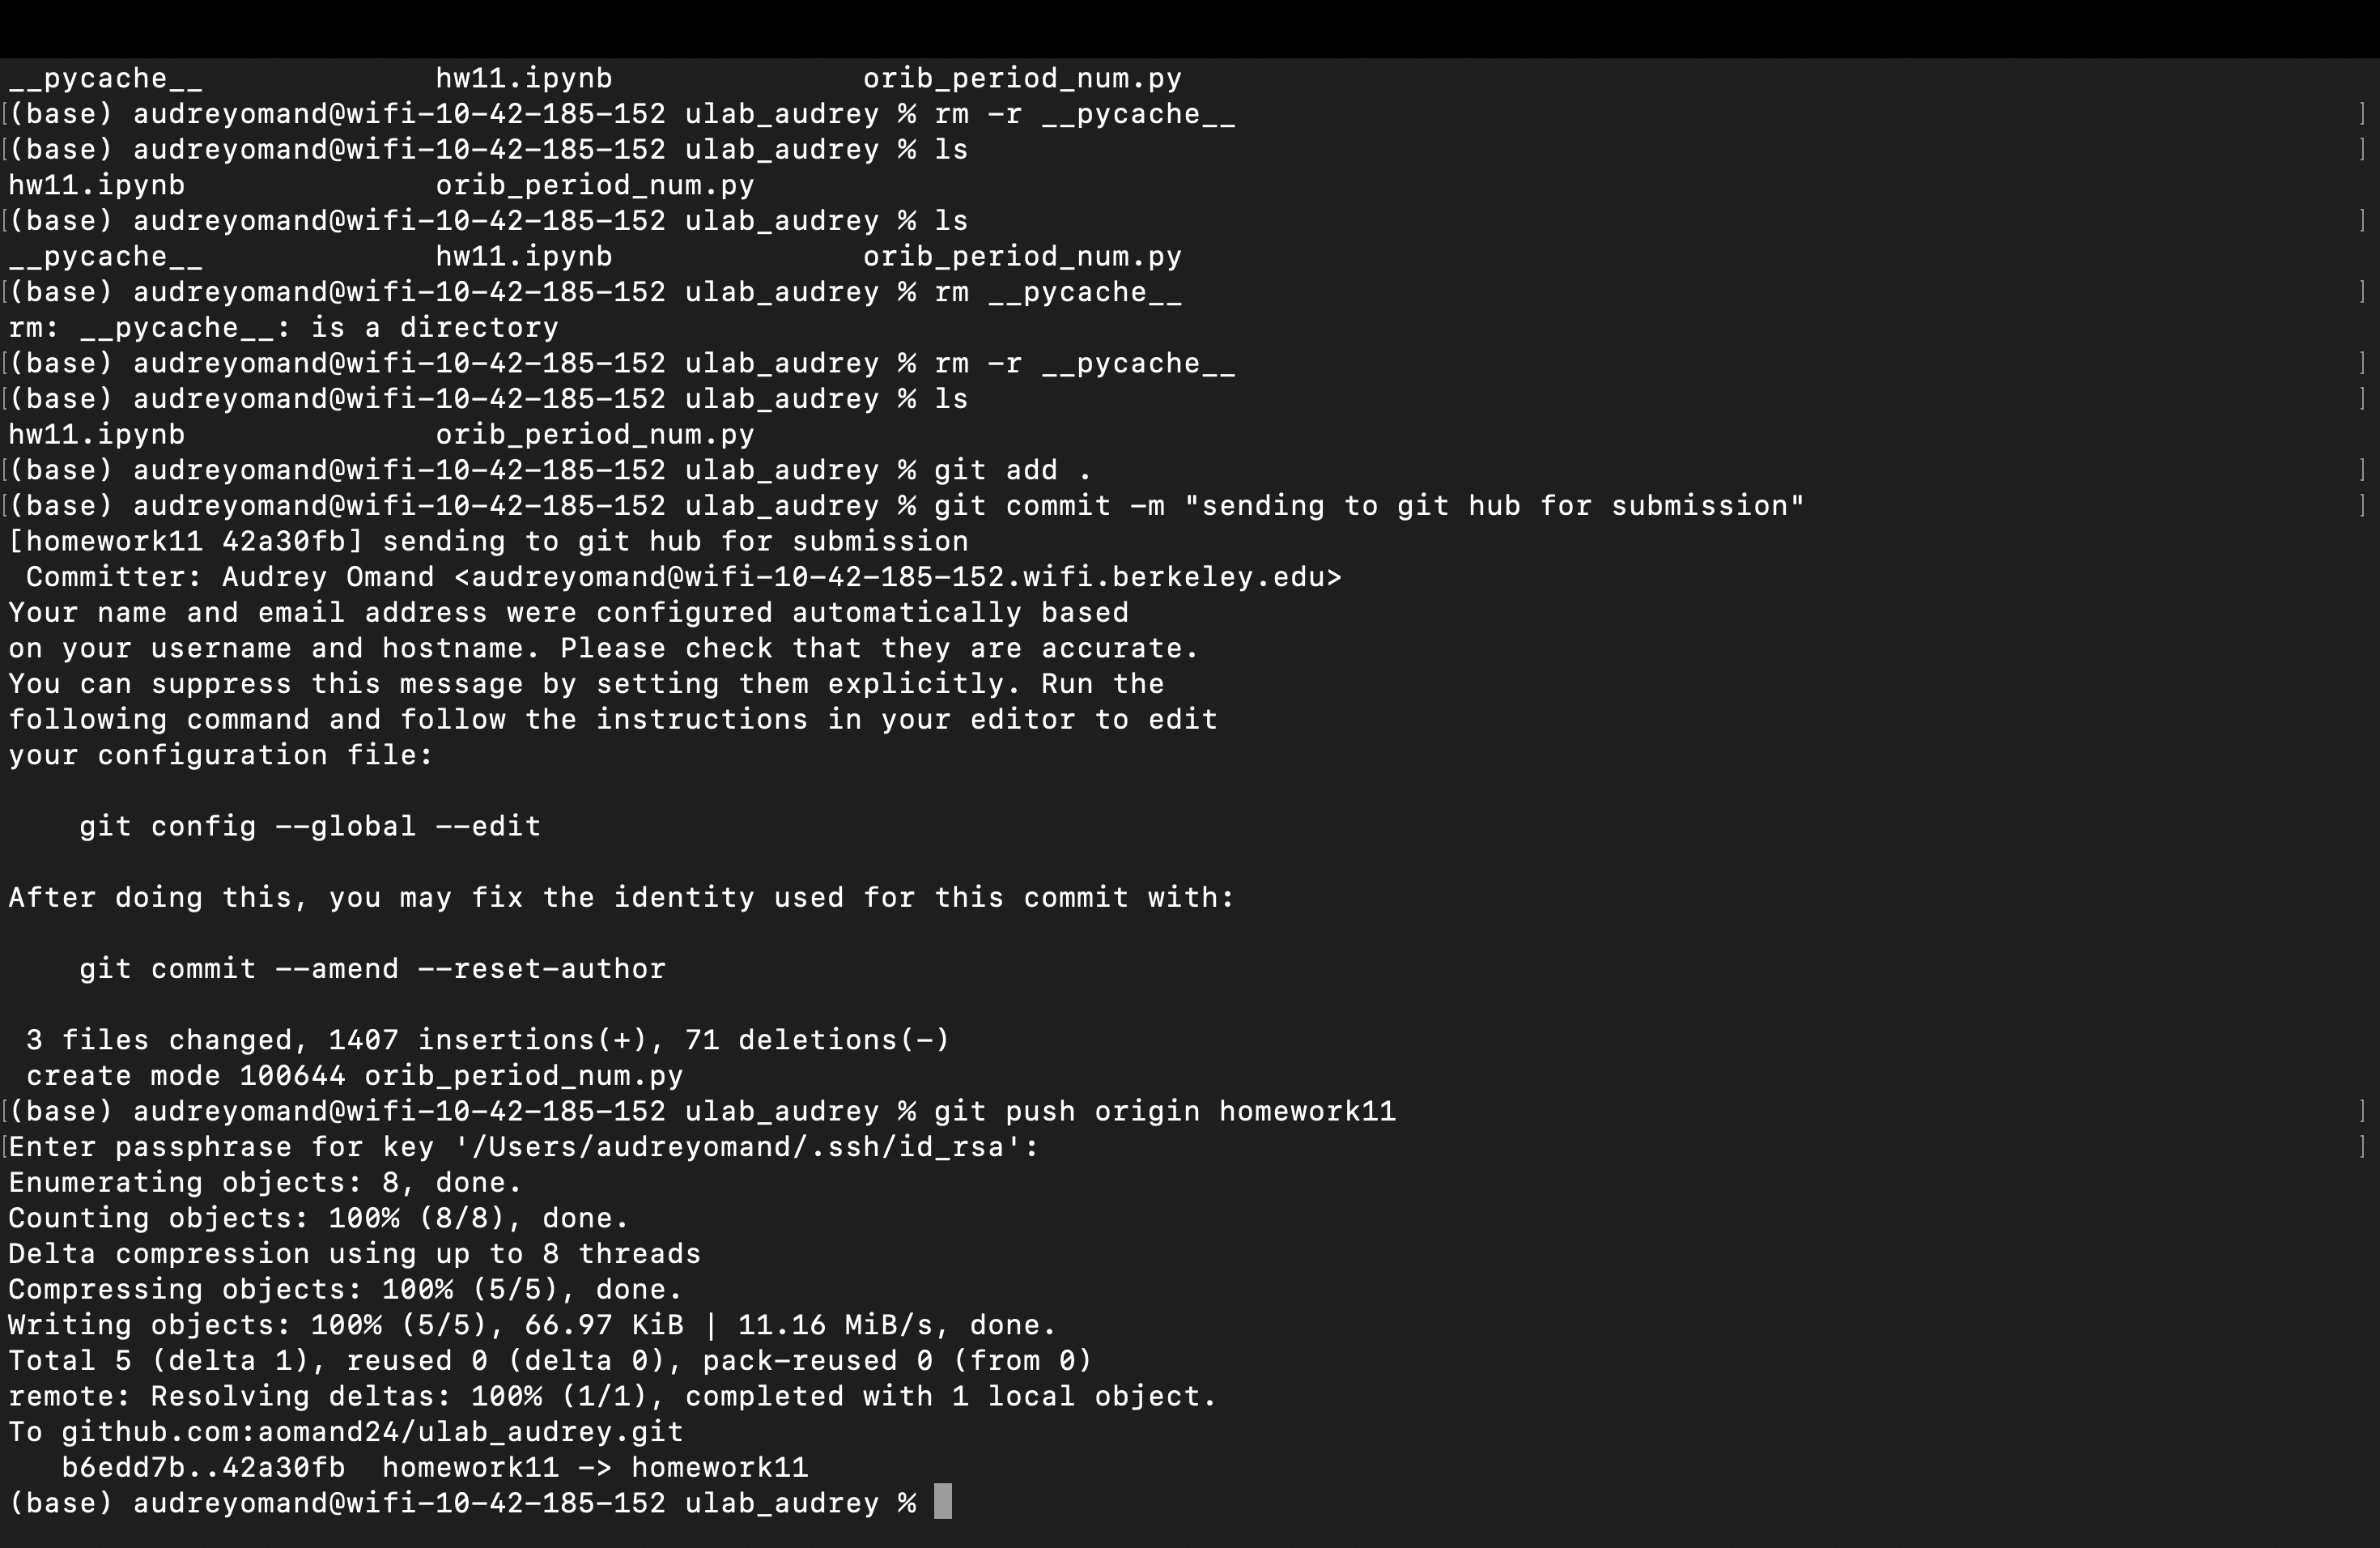 __pycache__ hw11.ipynb orib_period_num.py
[(base) audreyomand@wifi-10-42-185-152 ulab_audrey % rm -r __pycache__ ]
[(base) audreyomand@wifi-10-42-185-152 ulab_audrey % ls ]
hw11.ipynb orib_period_num.py
[(base) audreyomand@wifi-10-42-185-152 ulab_audrey % ls ]
__pycache__ hw11.ipynb orib_period_num.py
[(base) audreyomand@wifi-10-42-185-152 ulab_audrey % rm __pycache__ ]
rm: __pycache__: is a directory
[(base) audreyomand@wifi-10-42-185-152 ulab_audrey % rm -r __pycache__ ]
[(base) audreyomand@wifi-10-42-185-152 ulab_audrey % ls ]
hw11.ipynb orib_period_num.py
[(base) audreyomand@wifi-10-42-185-152 ulab_audrey % git add . ]
[(base) audreyomand@wifi-10-42-185-152 ulab_audrey % git commit -m "sending to git hub for submission" ]
[homework11 42a30fb] sending to git hub for submission
Committer: Audrey Omand <audreyomand@wifi-10-42-185-152.wifi.berkeley.edu>
Your name and email address were configured automatically based
on your username and hostname. Please check that they are accurate.
You can suppress this message by setting them explicitly. Run the
following command and follow the instructions in your editor to edit
your configuration file:
git config --global --edit
After doing this, you may fix the identity used for this commit with:
git commit --amend --reset-author
3 files changed, 1407 insertions(+), 71 deletions(-)
create mode 100644 orib_period_num.py
[(base) audreyomand@wifi-10-42-185-152 ulab_audrey % git push origin homework11 ]
[Enter passphrase for key '/Users/audreyomand/.ssh/id_rsa': ]
Enumerating objects: 8, done.
Counting objects: 100% (8/8), done.
Delta compression using up to 8 threads
Compressing objects: 100% (5/5), done.
Writing objects: 100% (5/5), 66.97 KiB | 11.16 MiB/s, done.
Total 5 (delta 1), reused 0 (delta 0), pack-reused 0 (from 0)
remote: Resolving deltas: 100% (1/1), completed with 1 local object.
To github.com:aomand24/ulab_audrey.git
b6edd7b..42a30fb homework11 -> homework11
(base) audreyomand@wifi-10-42-185-152 ulab_audrey %